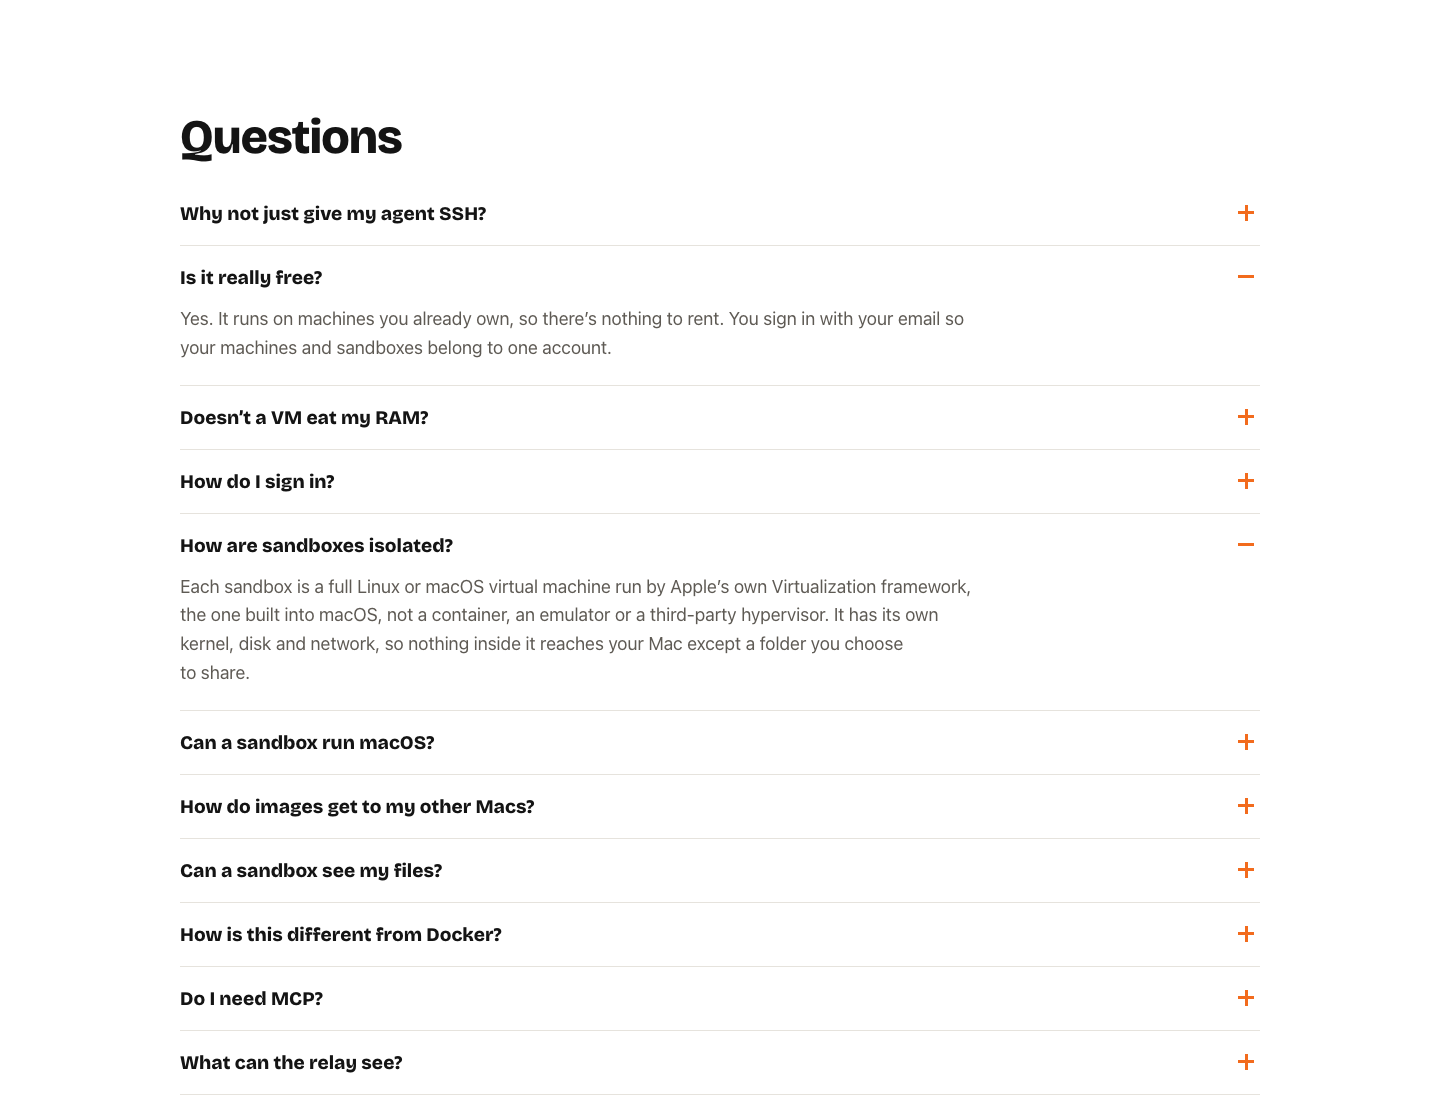 Questions
Why not just give my agent SSH?
Is it really free?
Yes. It runs on machines you already own, so there’s nothing to rent. You sign in with your email so
your machines and sandboxes belong to one account.
Doesn’t a VM eat my RAM?
How do I sign in?
How are sandboxes isolated?
Each sandbox is a full Linux or macOS virtual machine run by Apple’s own Virtualization framework,
the one built into macOS, not a container, an emulator or a third-party hypervisor. It has its own
kernel, disk and network, so nothing inside it reaches your Mac except a folder you choose
to share.
Can a sandbox run macOS?
How do images get to my other Macs?
Can a sandbox see my files?
How is this different from Docker?
Do I need MCP?
What can the relay see?